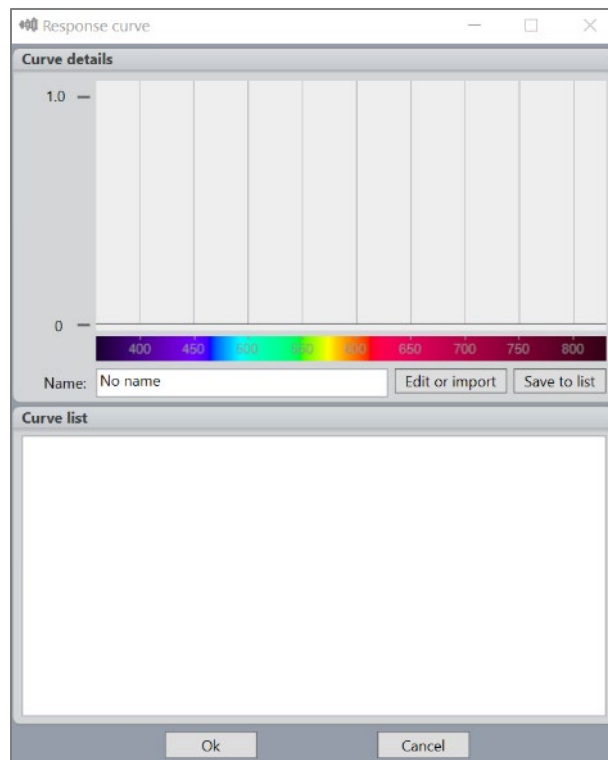 Response curve
Curve details
1.0
0
400 450 500 550 600 650 700 750 800
Name: No name Edit or import Save to list
Curve list
Ok Cancel